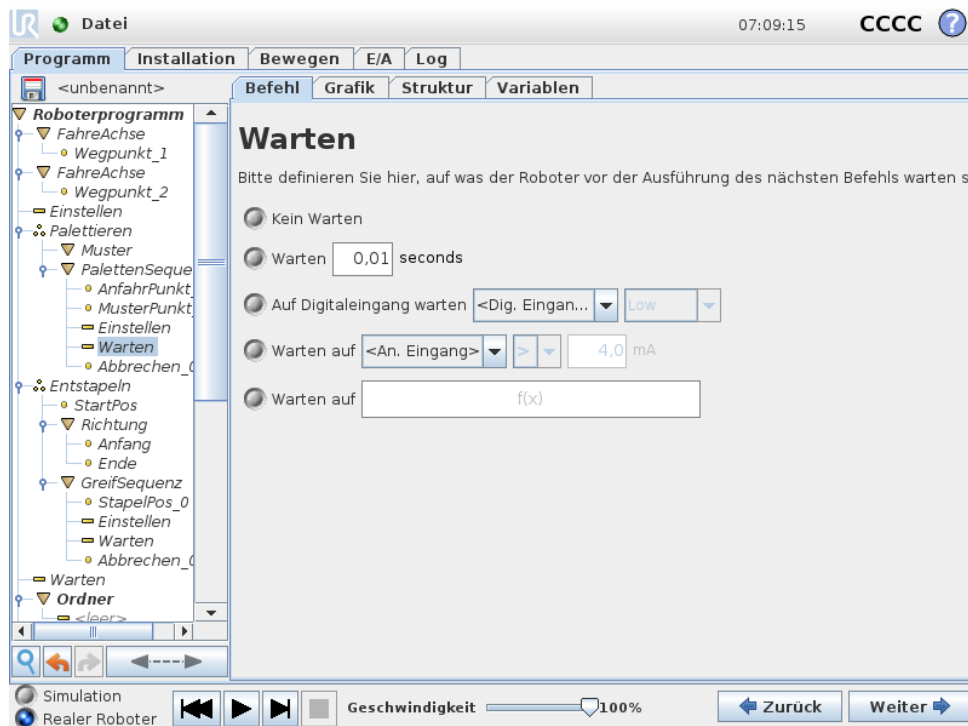 UR Datei 07:09:15 CCCC ?
Programm Installation Bewegen E/A Log
<unbenannt> Befehl Grafik Struktur Variablen
Roboterprogramm
FahreAchse
Wegpunkt_1
FahreAchse
Wegpunkt_2
Einstellen
Palettieren
Muster
PalettenSeque
AnfahrPunkt_
MusterPunkt_
Einstellen
Warten
Abbrechen_0
Entstapeln
StartPos
Richtung
Anfang
Ende
GreifSequenz
StapelPos_0
Einstellen
Warten
Abbrechen_0
Warten
Ordner
<leer>
Warten
Bitte definieren Sie hier, auf was der Roboter vor der Ausführung des nächsten Befehls warten s
Kein Warten
Warten 0,01 seconds
Auf Digitaleingang warten <Dig. Eingan... Low
Warten auf <An. Eingang> > 4,0 mA
Warten auf f(x)
Simulation
Realer Roboter
Geschwindigkeit 100% Zurück Weiter